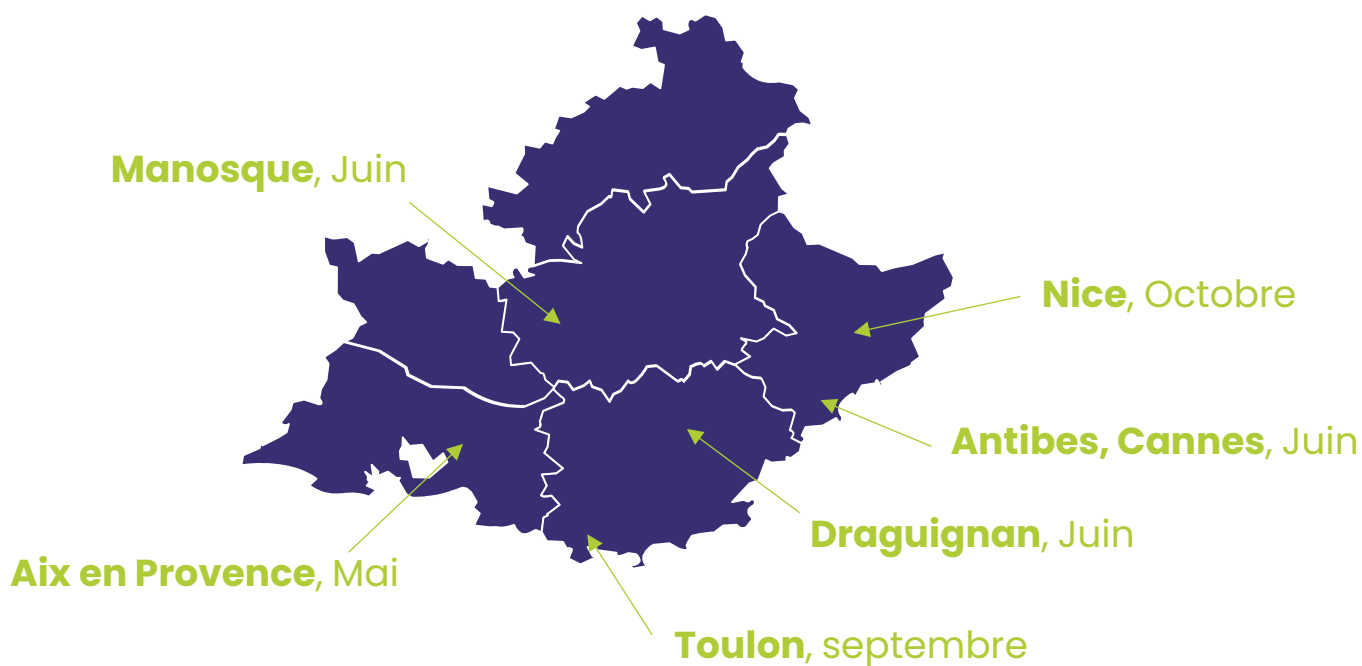 Manosque, Juin
Nice, Octobre
Antibes, Cannes, Juin
Draguignan, Juin
Aix en Provence, Mai
Toulon, septembre